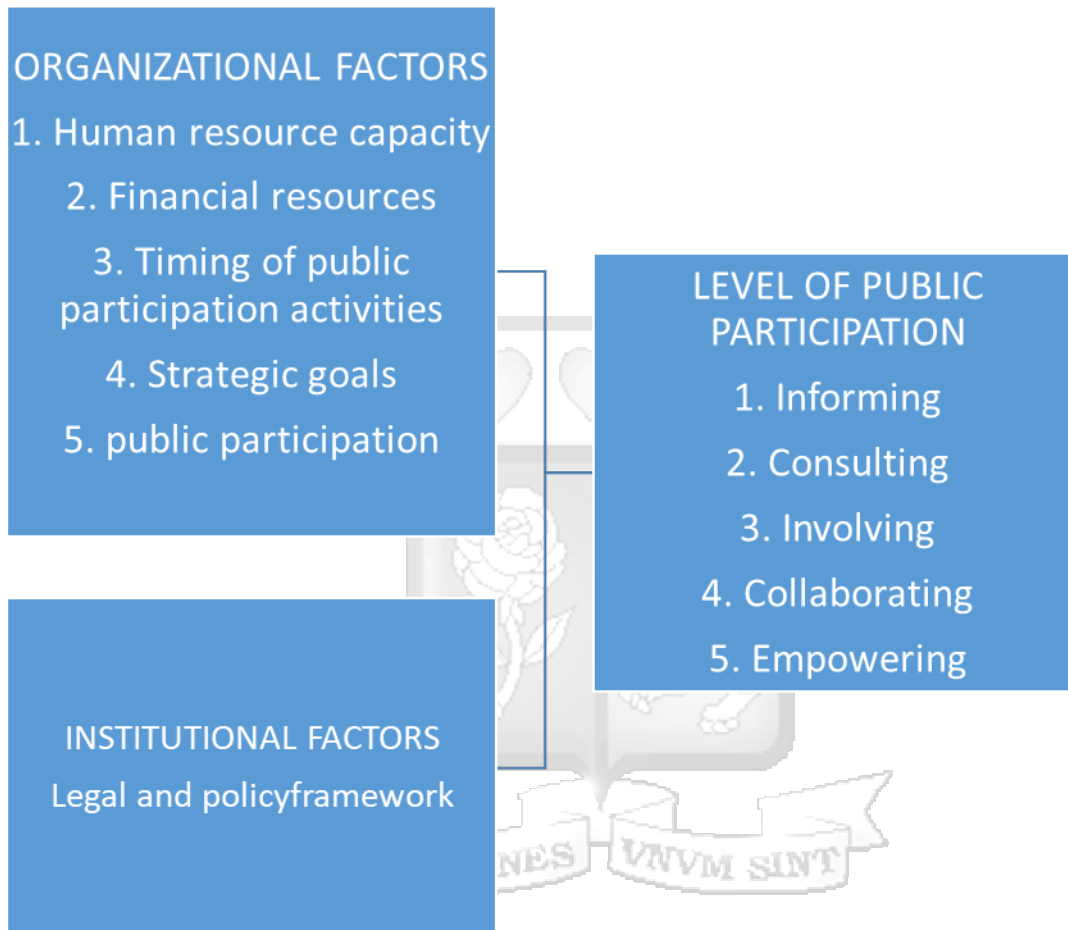 ORGANIZATIONAL FACTORS
1. Human resource capacity
2. Financial resources
3. Timing of public
participation activities
4. Strategic goals
5. public participation
INSTITUTIONAL FACTORS
Legal and policyframework
LEVEL OF PUBLIC
PARTICIPATION
1. Informing
2. Consulting
3. Involving
4. Collaborating
5. Empowering
NES VNVM SINT